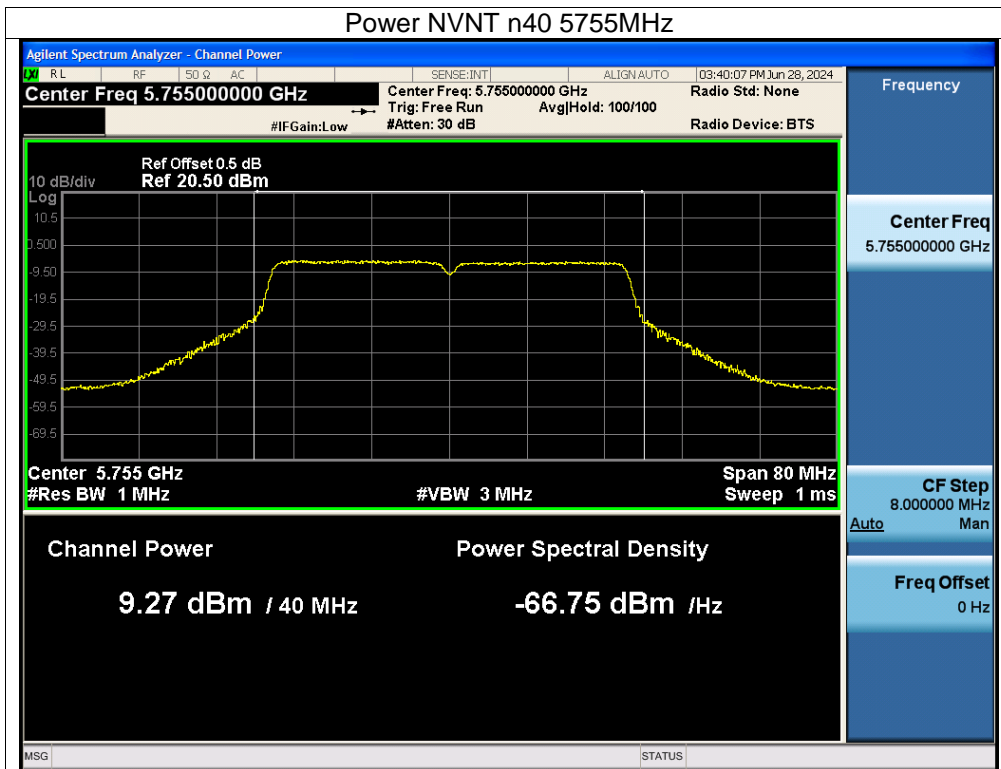 Power NVNT n40 5755MHz
Agilent Spectrum Analyzer - Channel Power
LXI RL RF 50 Ω AC SENSE:INT ALIGN AUTO 03:40:07 PM Jun 28, 2024
Center Freq 5.755000000 GHz
Center Freq: 5.755000000 GHz Radio Std: None
Trig: Free Run Avg|Hold: 100/100
#IFGain:Low #Atten: 30 dB Radio Device: BTS
Ref Offset 0.5 dB
10 dB/div Ref 20.50 dBm
Log
10.5
0.500
-9.50
-19.5
-29.5
-39.5
-49.5
-59.5
-69.5
Center 5.755 GHz Span 80 MHz
#Res BW 1 MHz #VBW 3 MHz Sweep 1 ms
Channel Power Power Spectral Density
9.27 dBm / 40 MHz -66.75 dBm /Hz
Frequency
Center Freq
5.755000000 GHz
CF Step
8.000000 MHz
Auto Man
Freq Offset
0 Hz
MSG STATUS